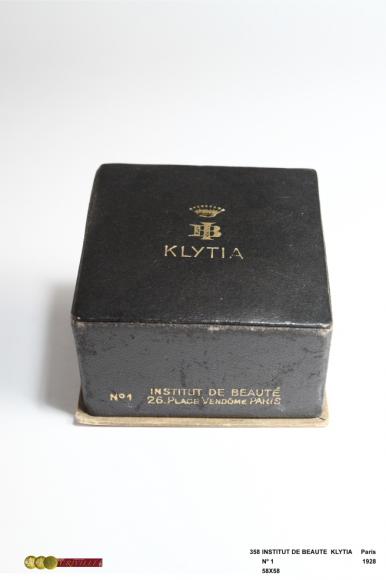 IB
KLYTIA
Nº1 INSTITUT DE BEAUTÉ
26.PLACE VENDÔME PARIS
358 INSTITUT DE BEAUTE KLYTIA Paris
N° 1 1928
58X58